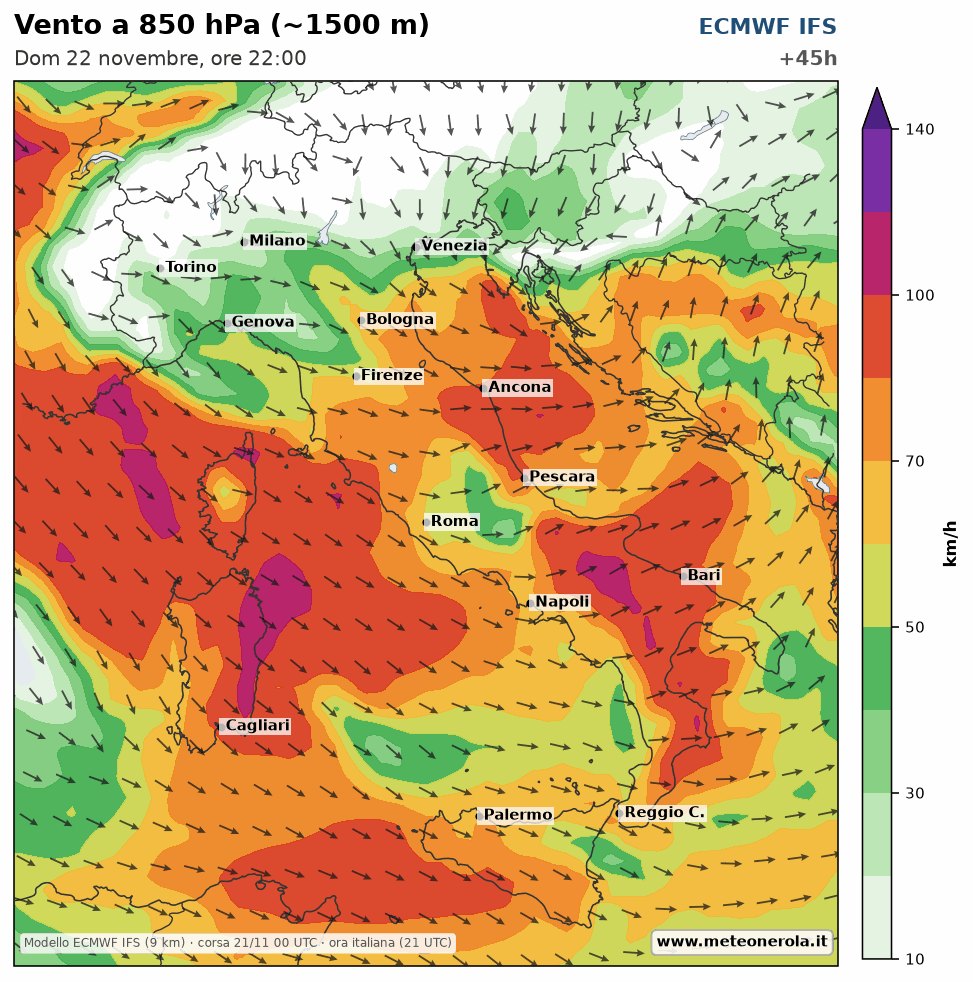 Vento a 850 hPa (~1500 m)
ECMWF IFS
Dom 22 novembre, ore 22:00
+45h
140
100
70
50
30
10
km/h
Milano
Venezia
Torino
Genova
Bologna
Firenze
Ancona
Pescara
Roma
Bari
Napoli
Cagliari
Palermo
Reggio C.
Modello ECMWF IFS (9 km) · corsa 21/11 00 UTC · ora italiana (21 UTC)
www.meteonerola.it